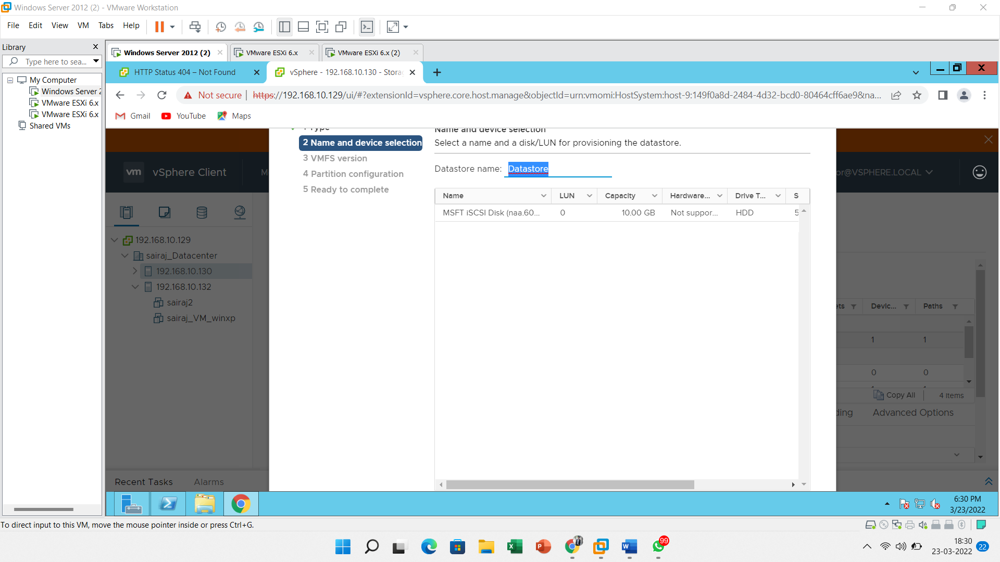 Windows Server 2012 (2) - VMware Workstation
File Edit View VM Tabs Help
Library
Type here to sea...
My Computer
Windows Server 2
VMware ESXi 6.x
VMware ESXi 6.x
Shared VMs
Windows Server 2012 (2)
VMware ESXi 6.x
VMware ESXi 6.x (2)
HTTP Status 404 – Not Found
vSphere - 192.168.10.130 - Stora
Not secure
https://192.168.10.129/ui/#?extensionId=vsphere.core.host.manage&objectId=urn:vmomi:HostSystem:host-9:149f0a8d-2484-4d32-bcd0-80464cff6ae9&na...
Gmail
YouTube
Maps
vm vSphere Client M
or@VSPHERE.LOCAL
192.168.10.129
sairaj_Datacenter
192.168.10.130
192.168.10.132
sairaj2
sairaj_VM_winxp
1 Type
2 Name and device selection
3 VMFS version
4 Partition configuration
5 Ready to complete
Name and device selection
Select a name and a disk/LUN for provisioning the datastore.
Datastore name: Datastore
Name LUN Capacity Hardware... Drive T... S
MSFT iSCSI Disk (naa.60... 0 10.00 GB Not suppor... HDD 5
ets Devic... Paths
1 1
0 0
Copy All 4 items
ding Advanced Options
Recent Tasks Alarms
6:30 PM
3/23/2022
To direct input to this VM, move the mouse pointer inside or press Ctrl+G.
99
18:30
23-03-2022
22